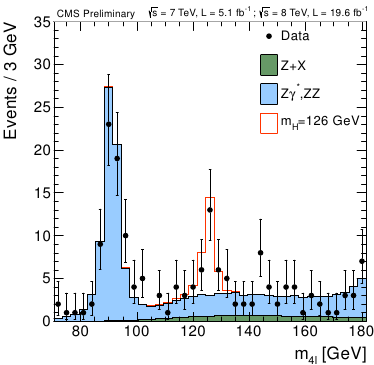 CMS Preliminary √s = 7 TeV, L = 5.1 fb⁻¹ ; √s = 8 TeV, L = 19.6 fb⁻¹
Events / 3 GeV
35
30
25
20
15
10
5
0
Data
Z+X
Zγ*,ZZ
m_H=126 GeV
80 100 120 140 160 180
m_4l [GeV]